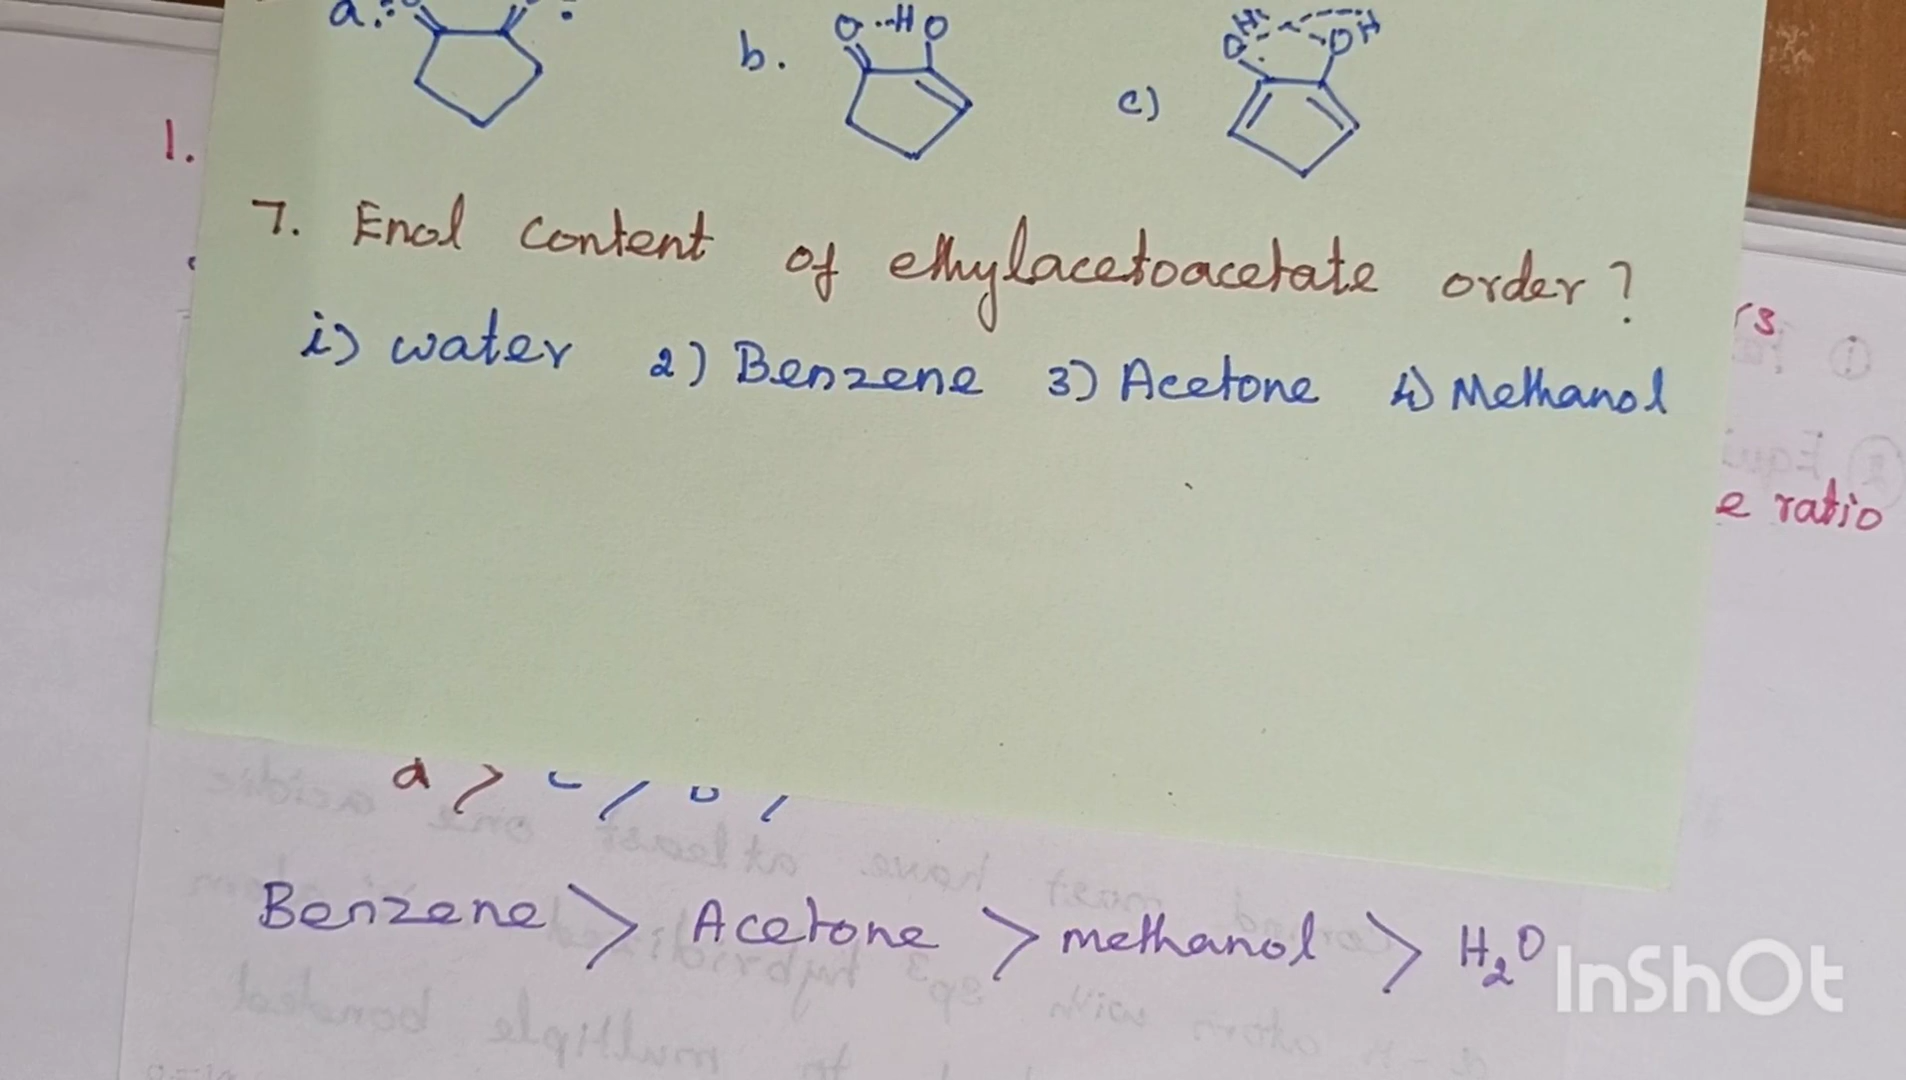 a.
b.
O H O
c)
H H
O O
1.
7. Enol content of ethylacetoacetate order?
i) water 2) Benzene 3) Acetone 4) Methanol
e ratio
a >
Benzene > Acetone > methanol > H₂O
InShOt